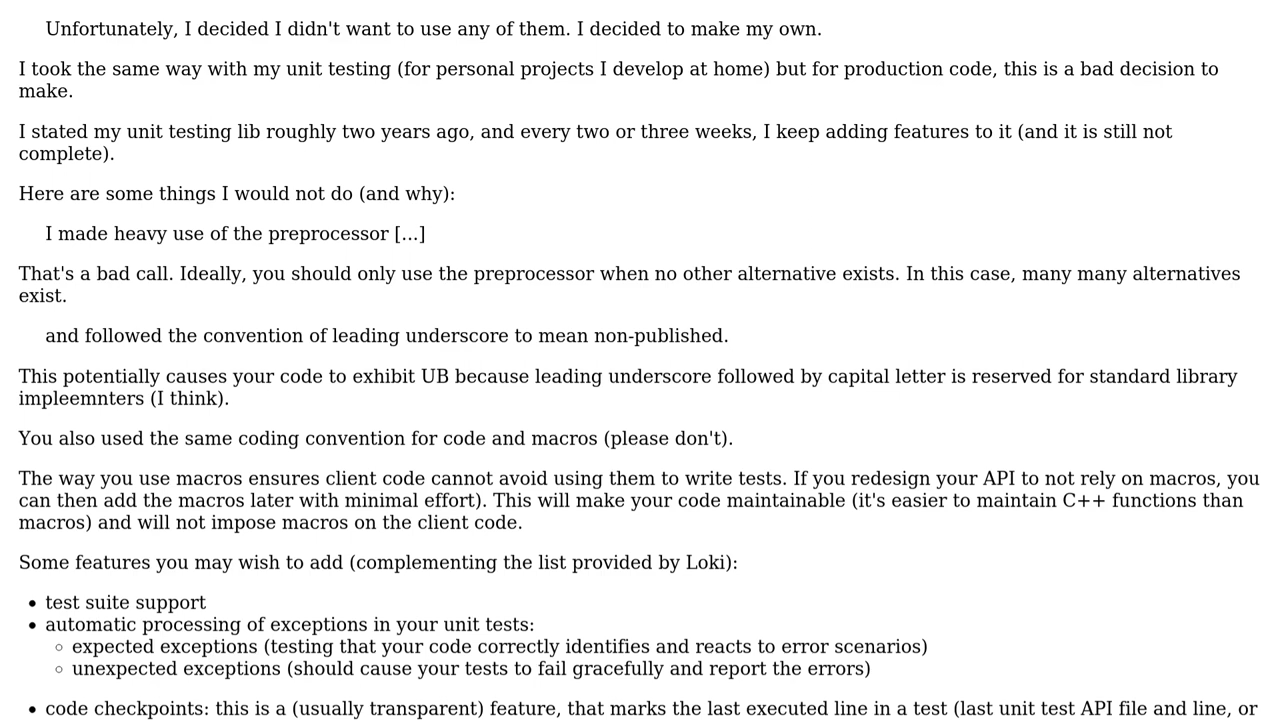 Unfortunately, I decided I didn't want to use any of them. I decided to make my own.
I took the same way with my unit testing (for personal projects I develop at home) but for production code, this is a bad decision to
make.
I stated my unit testing lib roughly two years ago, and every two or three weeks, I keep adding features to it (and it is still not
complete).
Here are some things I would not do (and why):
I made heavy use of the preprocessor [...]
That's a bad call. Ideally, you should only use the preprocessor when no other alternative exists. In this case, many many alternatives
exist.
and followed the convention of leading underscore to mean non-published.
This potentially causes your code to exhibit UB because leading underscore followed by capital letter is reserved for standard library
impleemnters (I think).
You also used the same coding convention for code and macros (please don't).
The way you use macros ensures client code cannot avoid using them to write tests. If you redesign your API to not rely on macros, you
can then add the macros later with minimal effort). This will make your code maintainable (it's easier to maintain C++ functions than
macros) and will not impose macros on the client code.
Some features you may wish to add (complementing the list provided by Loki):
• test suite support
• automatic processing of exceptions in your unit tests:
◦ expected exceptions (testing that your code correctly identifies and reacts to error scenarios)
◦ unexpected exceptions (should cause your tests to fail gracefully and report the errors)
• code checkpoints: this is a (usually transparent) feature, that marks the last executed line in a test (last unit test API file and line, or